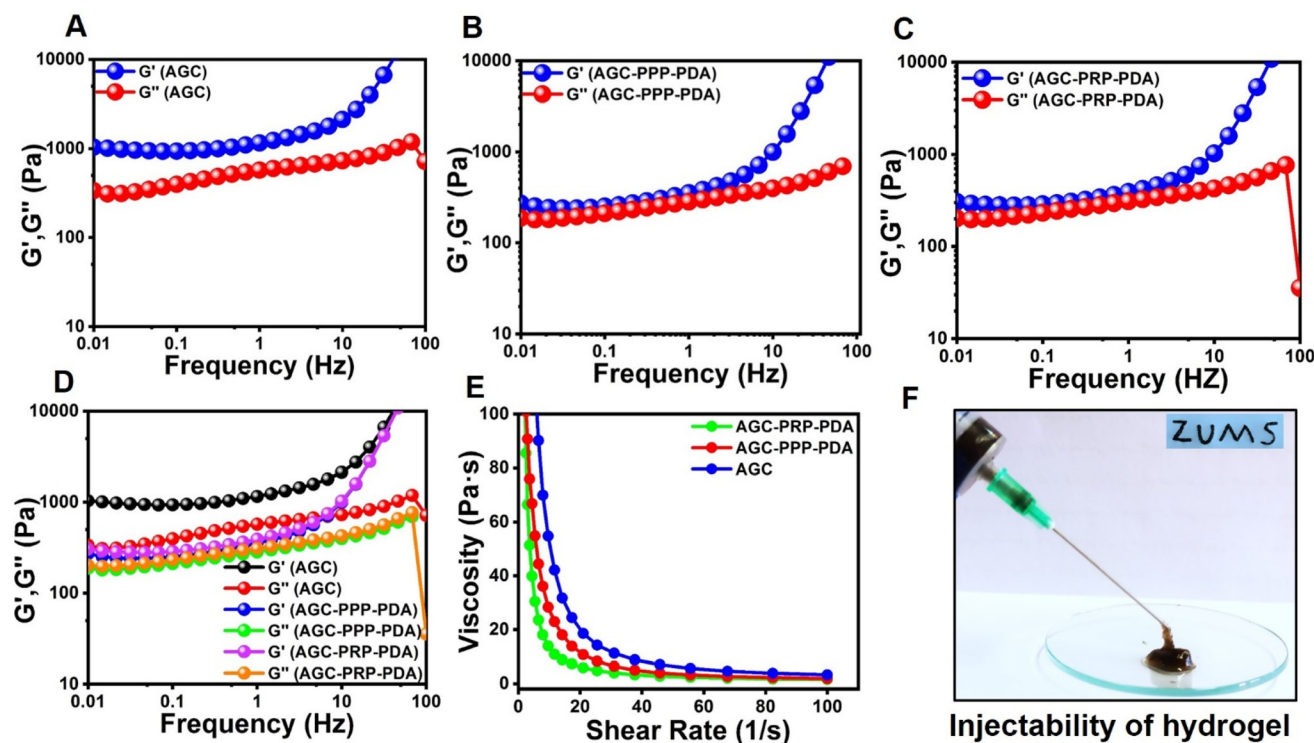 A
G',G" (Pa)
10000
1000
100
10
G' (AGC)
G" (AGC)
0.01 0.1 1 10 100
Frequency (Hz)
B
G',G" (Pa)
10000
1000
100
10
G' (AGC-PPP-PDA)
G" (AGC-PPP-PDA)
0.01 0.1 1 10 100
Frequency (Hz)
C
G',G" (Pa)
10000
1000
100
10
G' (AGC-PRP-PDA)
G" (AGC-PRP-PDA)
0.01 0.1 1 10 100
Frequency (HZ)
D
G',G" (Pa)
10000
1000
100
10
G' (AGC)
G" (AGC)
G' (AGC-PPP-PDA)
G" (AGC-PPP-PDA)
G' (AGC-PRP-PDA)
G" (AGC-PRP-PDA)
0.01 0.1 1 10 100
Frequency (Hz)
E
Viscosity (Pa·s)
100
80
60
40
20
0
AGC-PRP-PDA
AGC-PPP-PDA
AGC
0 20 40 60 80 100
Shear Rate (1/s)
F
ZUMS
Injectability of hydrogel